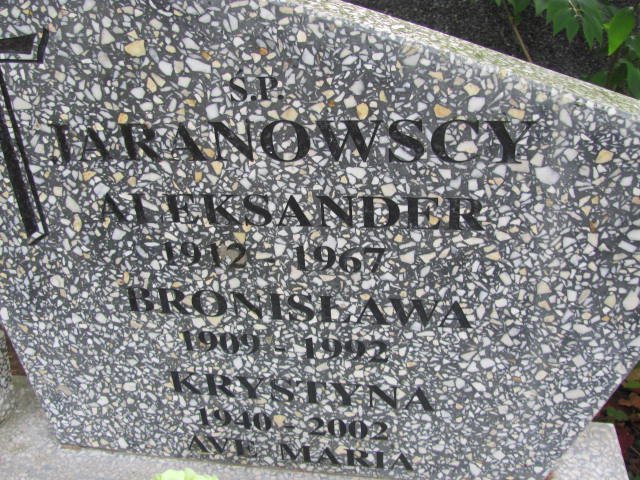 S.P.
JARANOWSCY
ALEKSANDER
1912 - 1967
BRONISŁAWA
1909 - 1992
KRYSTYNA
1940 - 2002
AVE MARIA